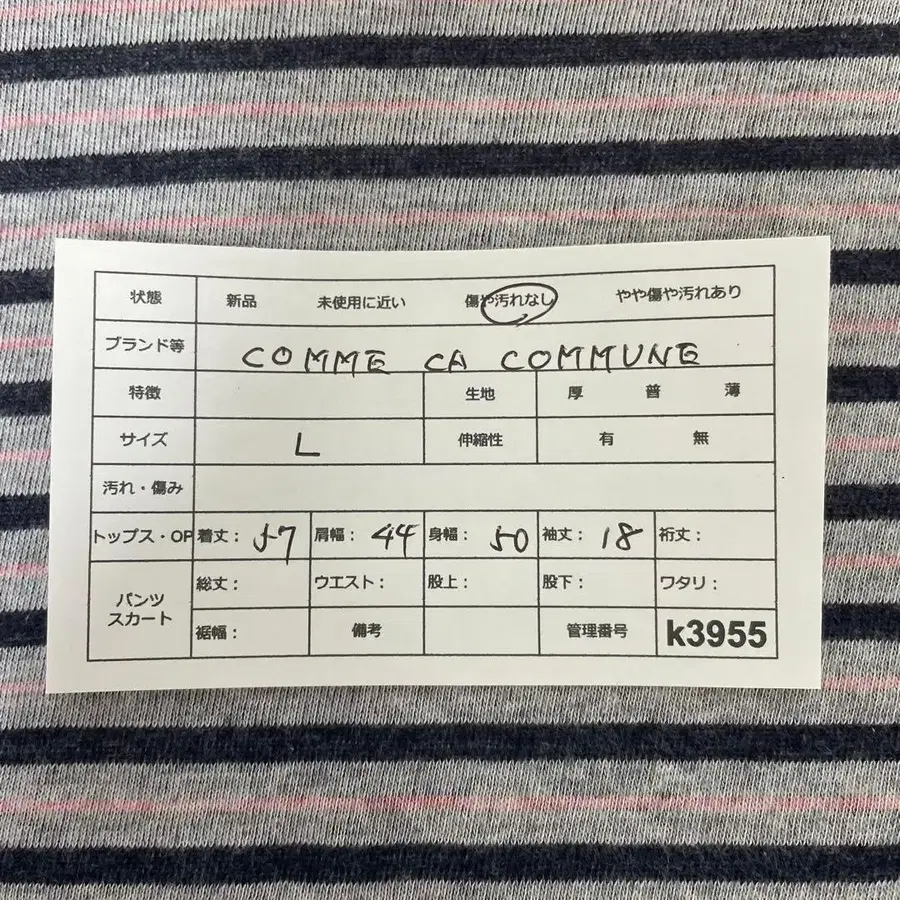 状態 新品 未使用に近い 傷や汚れなし やや傷や汚れあり
ブランド等 COMME CA COMMUNE
特徴 生地 厚 普 薄
サイズ L 伸縮性 有 無
汚れ・傷み
トップス・OP 着丈: 57 肩幅: 44 身幅: 50 袖丈: 18 裄丈:
パンツ スカート 総丈: ウエスト: 股上: 股下: ワタリ:
裾幅: 備考 管理番号 k3955